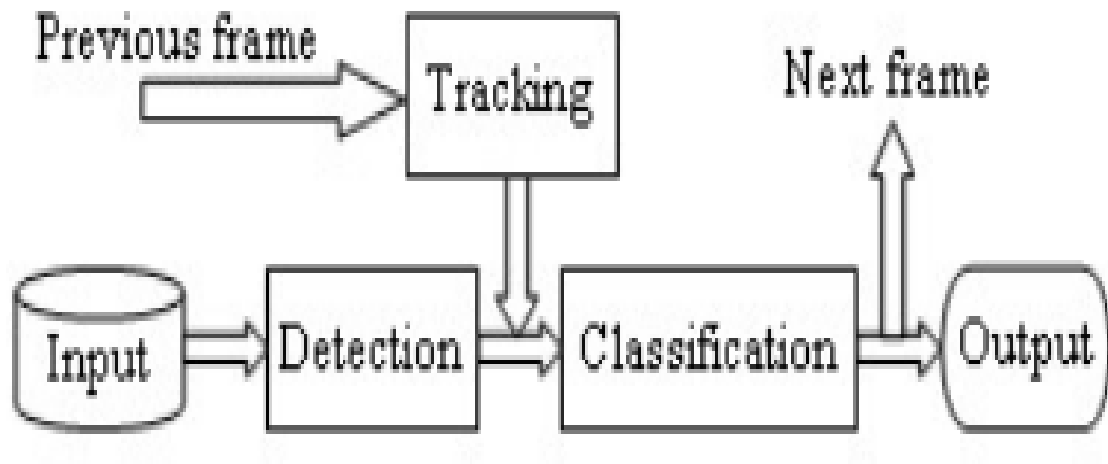 Previous frame
Tracking
Next frame
Input
Detection
Classification
Output